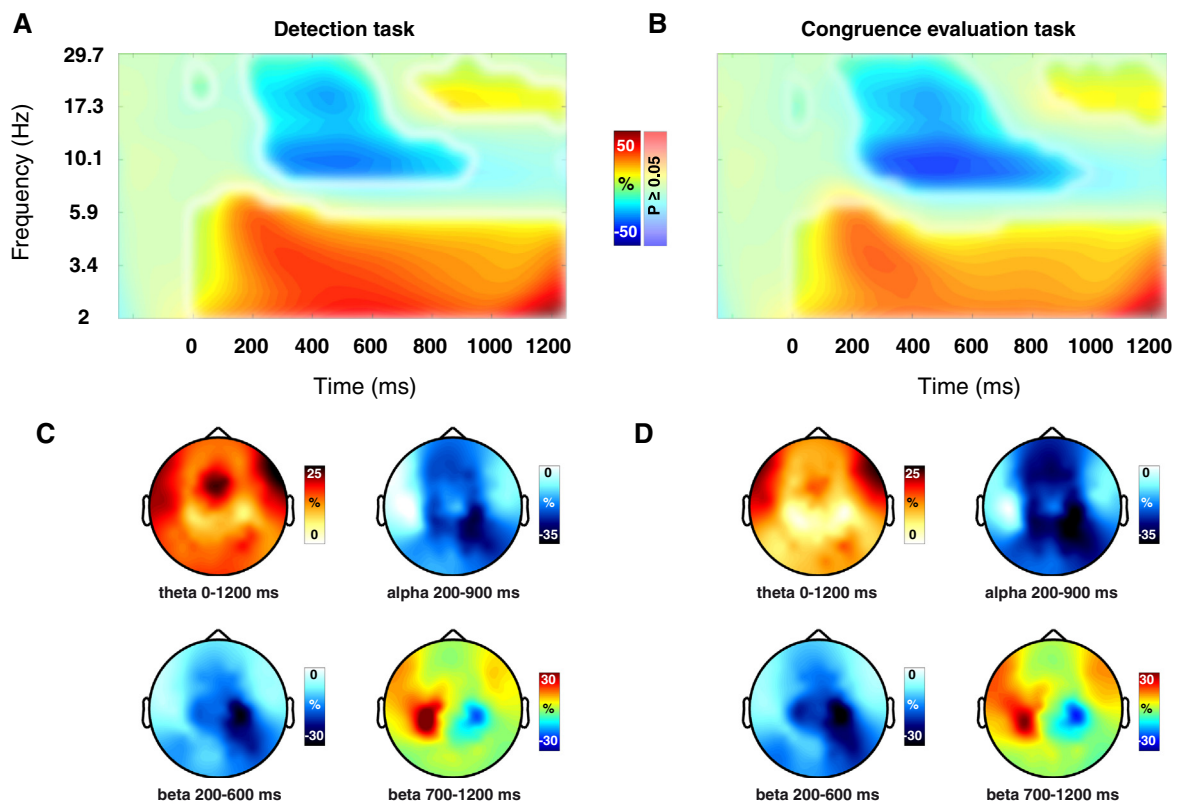 A
Detection task
B
Congruence evaluation task
Frequency (Hz)
29.7
17.3
10.1
5.9
3.4
2
0 200 400 600 800 1000 1200
Time (ms)
50
%
-50
P ≥ 0.05
0 200 400 600 800 1000 1200
Time (ms)
C
25
%
0
theta 0-1200 ms
0
%
-35
alpha 200-900 ms
0
%
-30
beta 200-600 ms
30
%
-30
beta 700-1200 ms
D
25
%
0
theta 0-1200 ms
0
%
-35
alpha 200-900 ms
0
%
-30
beta 200-600 ms
30
%
-30
beta 700-1200 ms